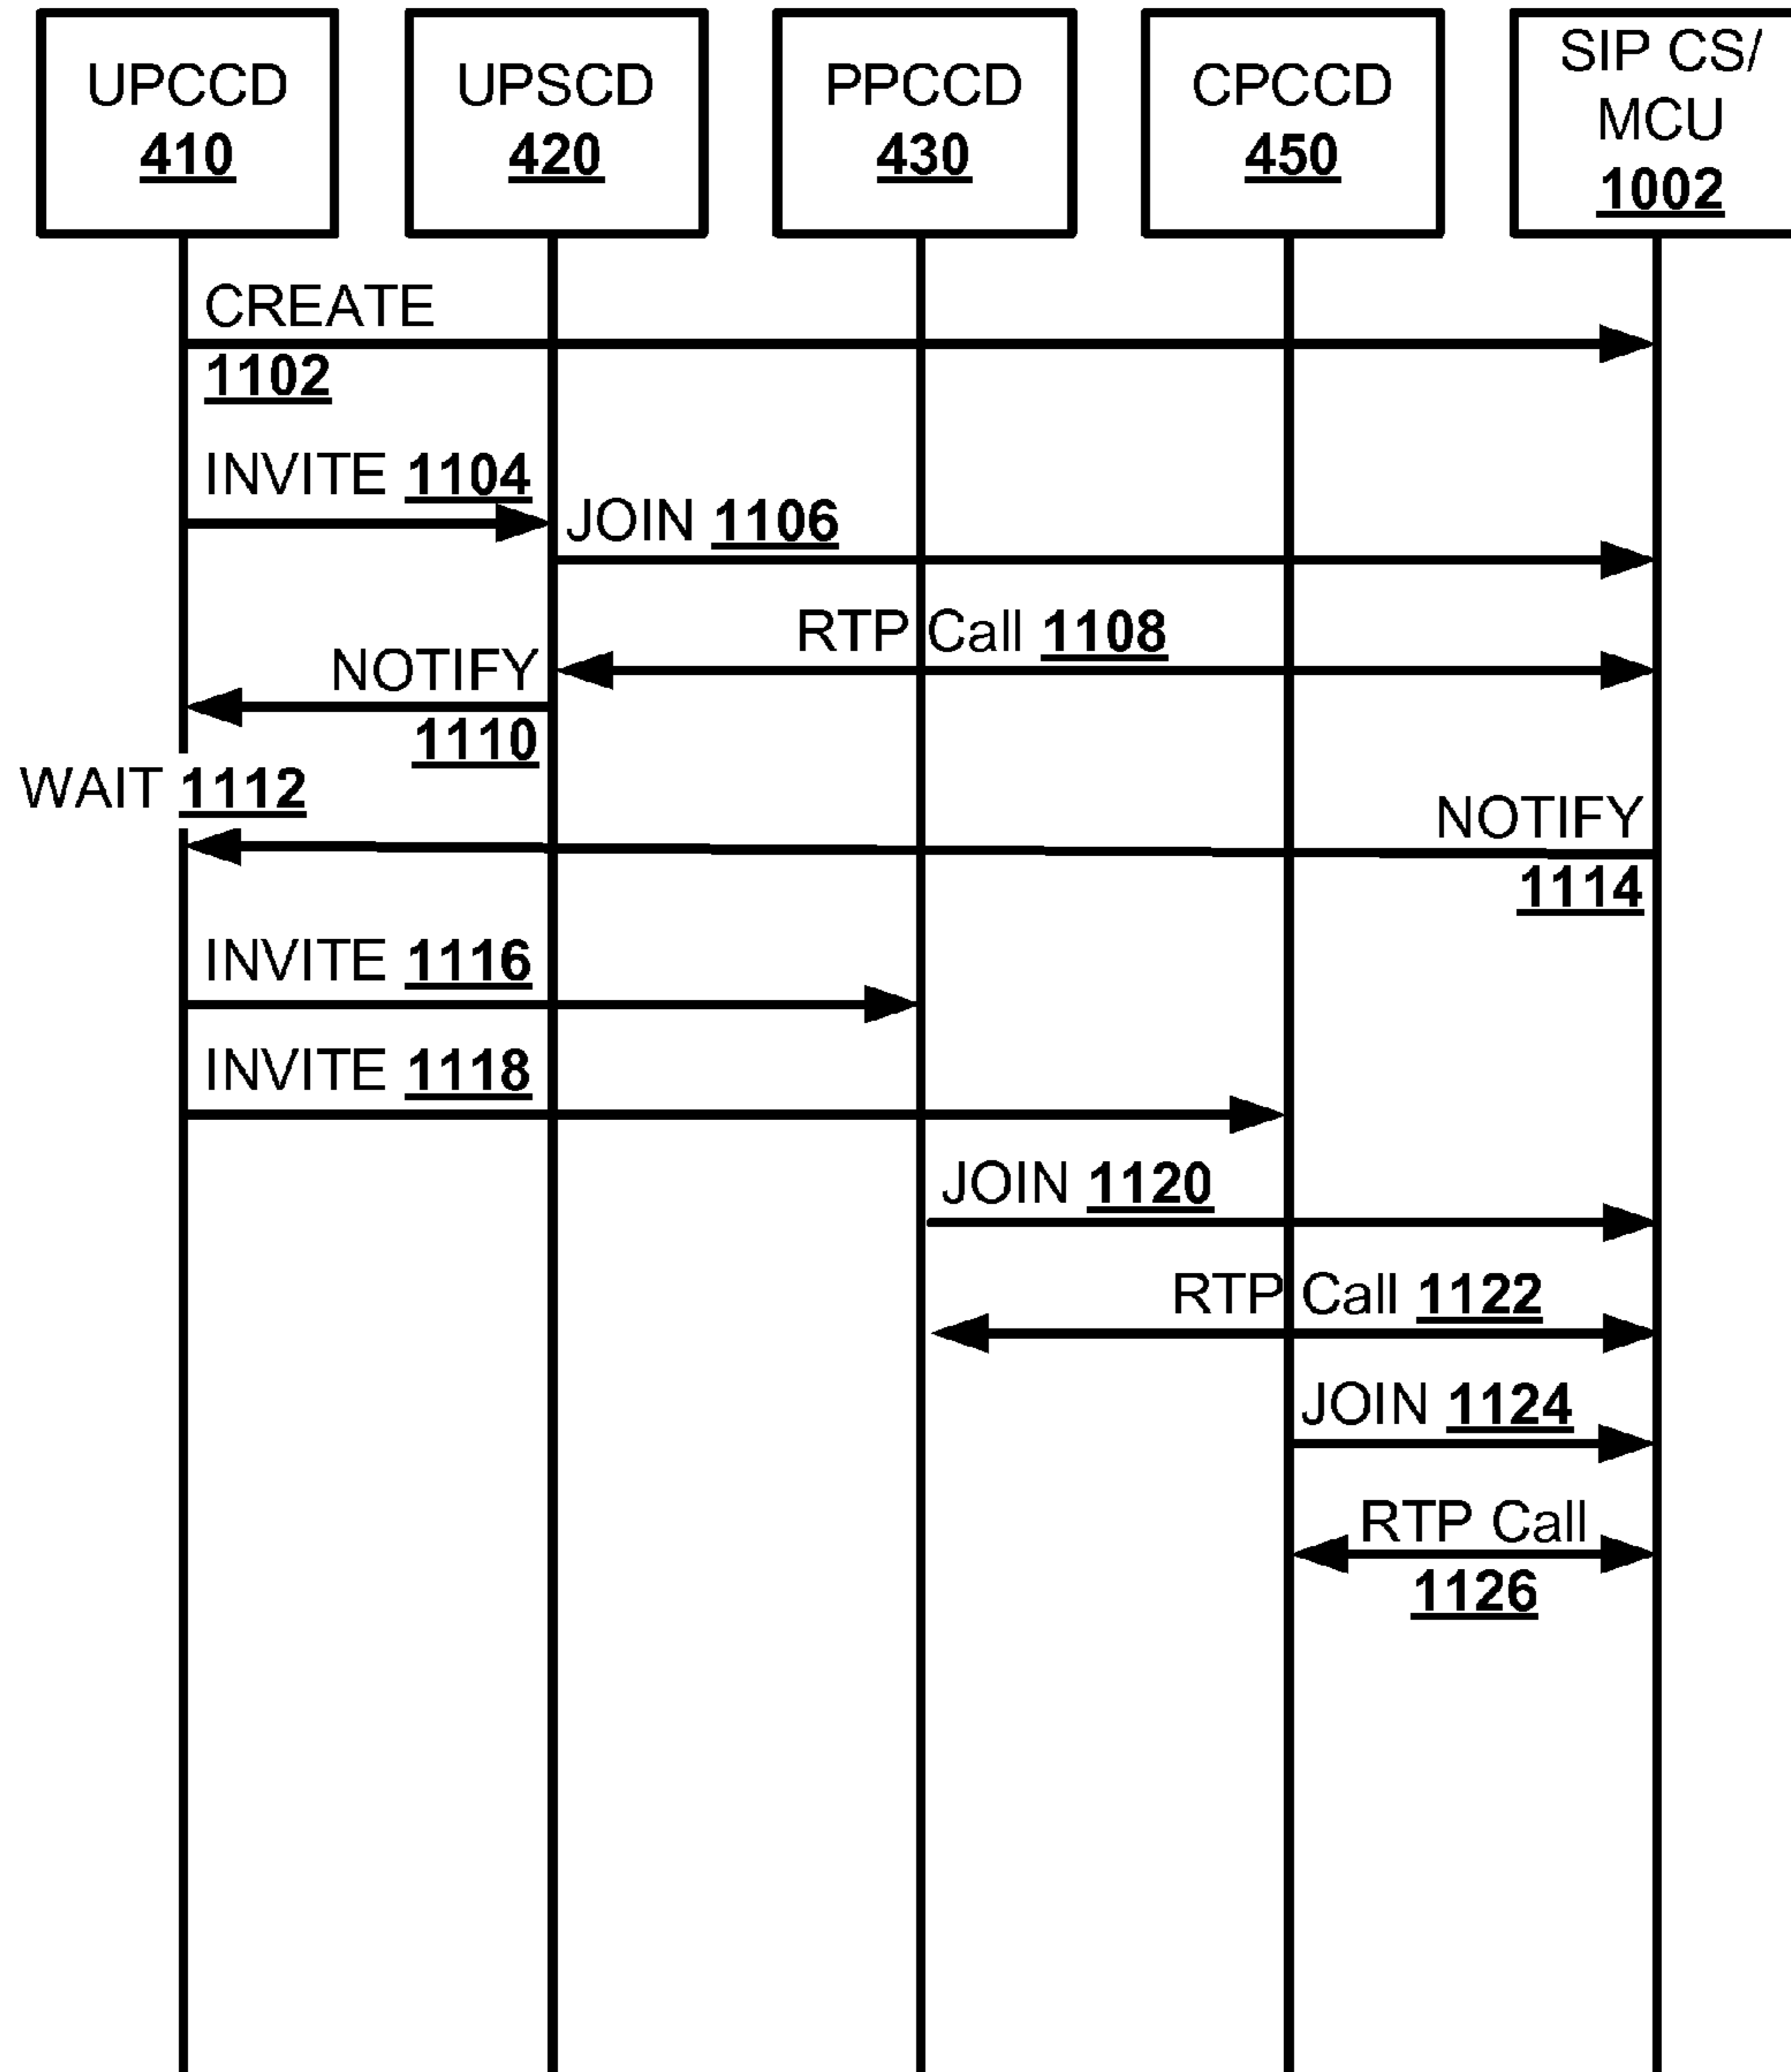 UPCCD
410
UPSCD
420
PPCCD
430
CPCCD
450
SIP CS/
MCU
1002
CREATE
1102
INVITE 1104
JOIN 1106
RTP Call 1108
NOTIFY
1110
WAIT 1112
NOTIFY
1114
INVITE 1116
INVITE 1118
JOIN 1120
RTP Call 1122
JOIN 1124
RTP Call
1126